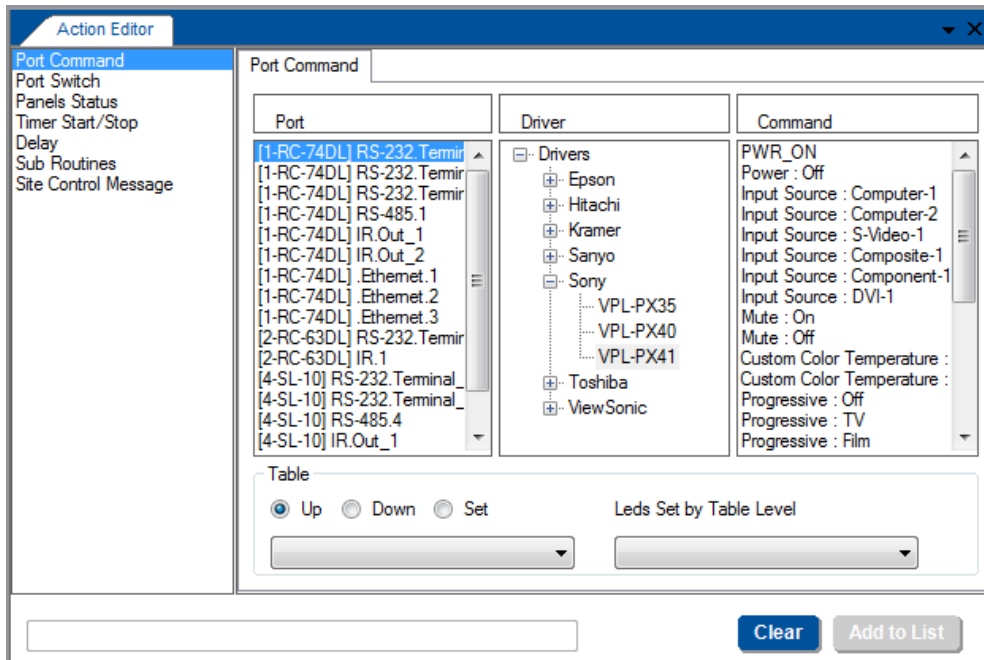 Action Editor
Port Command
Port Switch
Panels Status
Timer Start/Stop
Delay
Sub Routines
Site Control Message
Port Command
Port
[1-RC-74DL] RS-232.Termir
[1-RC-74DL] RS-232.Termir
[1-RC-74DL] RS-232.Termir
[1-RC-74DL] RS-485.1
[1-RC-74DL] IR.Out_1
[1-RC-74DL] IR.Out_2
[1-RC-74DL] .Ethernet.1
[1-RC-74DL] .Ethernet.2
[1-RC-74DL] .Ethernet.3
[2-RC-63DL] RS-232.Termir
[2-RC-63DL] IR.1
[4-SL-10] RS-232.Terminal_
[4-SL-10] RS-232.Terminal_
[4-SL-10] RS-485.4
[4-SL-10] IR.Out_1
Driver
Drivers
Epson
Hitachi
Kramer
Sanyo
Sony
VPL-PX35
VPL-PX40
VPL-PX41
Toshiba
ViewSonic
Command
PWR_ON
Power : Off
Input Source : Computer-1
Input Source : Computer-2
Input Source : S-Video-1
Input Source : Composite-1
Input Source : Component-1
Input Source : DVI-1
Mute : On
Mute : Off
Custom Color Temperature :
Custom Color Temperature :
Progressive : Off
Progressive : TV
Progressive : Film
Table
Up Down Set
Leds Set by Table Level
Clear
Add to List